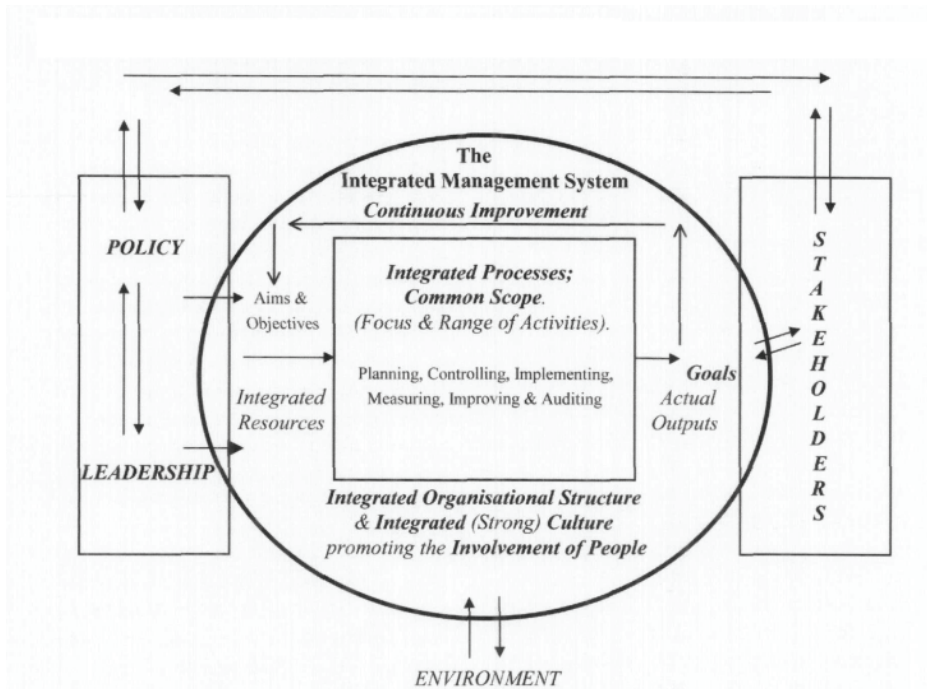 The
Integrated Management System
Continuous Improvement
POLICY
Aims &
Objectives
Integrated
Resources
LEADERSHIP
Integrated Processes;
Common Scope.
(Focus & Range of Activities).
Planning, Controlling, Implementing,
Measuring, Improving & Auditing
Goals
Actual
Outputs
Integrated Organisational Structure
& Integrated (Strong) Culture
promoting the Involvement of People
S
T
A
K
E
H
O
L
D
E
R
S
ENVIRONMENT